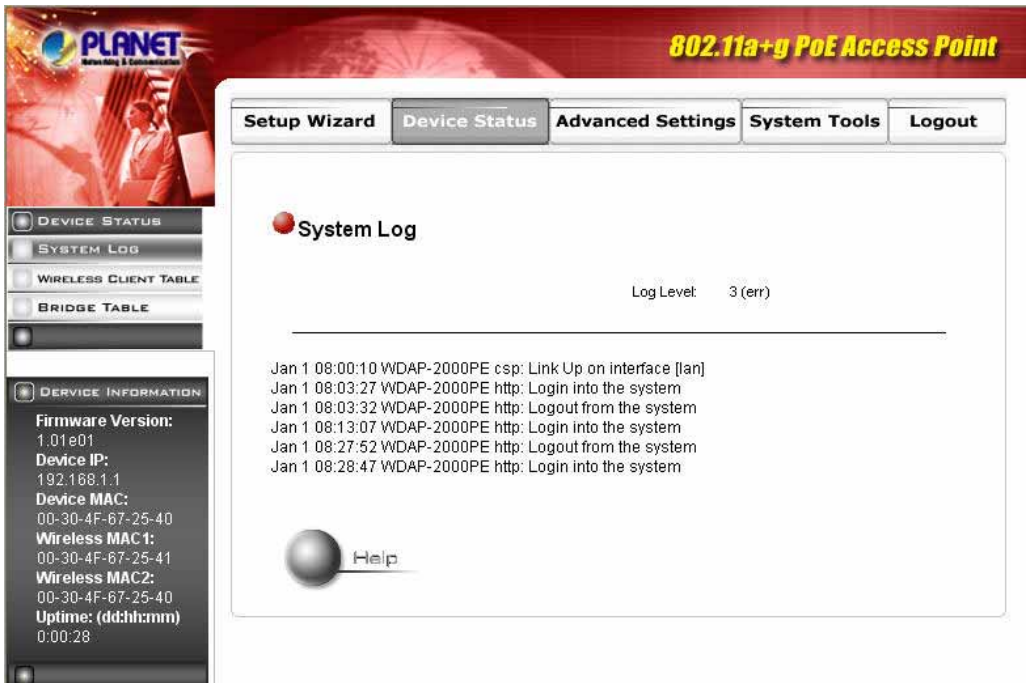 PLANET
Networking & Communication
802.11a+g PoE Access Point
Setup Wizard
Device Status
Advanced Settings
System Tools
Logout
DEVICE STATUS
SYSTEM LOG
WIRELESS CLIENT TABLE
BRIDGE TABLE
DERVICE INFORMATION
Firmware Version:
1.01e01
Device IP:
192.168.1.1
Device MAC:
00-30-4F-67-25-40
Wireless MAC1:
00-30-4F-67-25-41
Wireless MAC2:
00-30-4F-67-25-40
Uptime: (dd:hh:mm)
0:00:28
System Log
Log Level: 3 (err)
Jan 1 08:00:10 WDAP-2000PE csp: Link Up on interface [lan]
Jan 1 08:03:27 WDAP-2000PE http: Login into the system
Jan 1 08:03:32 WDAP-2000PE http: Logout from the system
Jan 1 08:13:07 WDAP-2000PE http: Login into the system
Jan 1 08:27:52 WDAP-2000PE http: Logout from the system
Jan 1 08:28:47 WDAP-2000PE http: Login into the system
Help